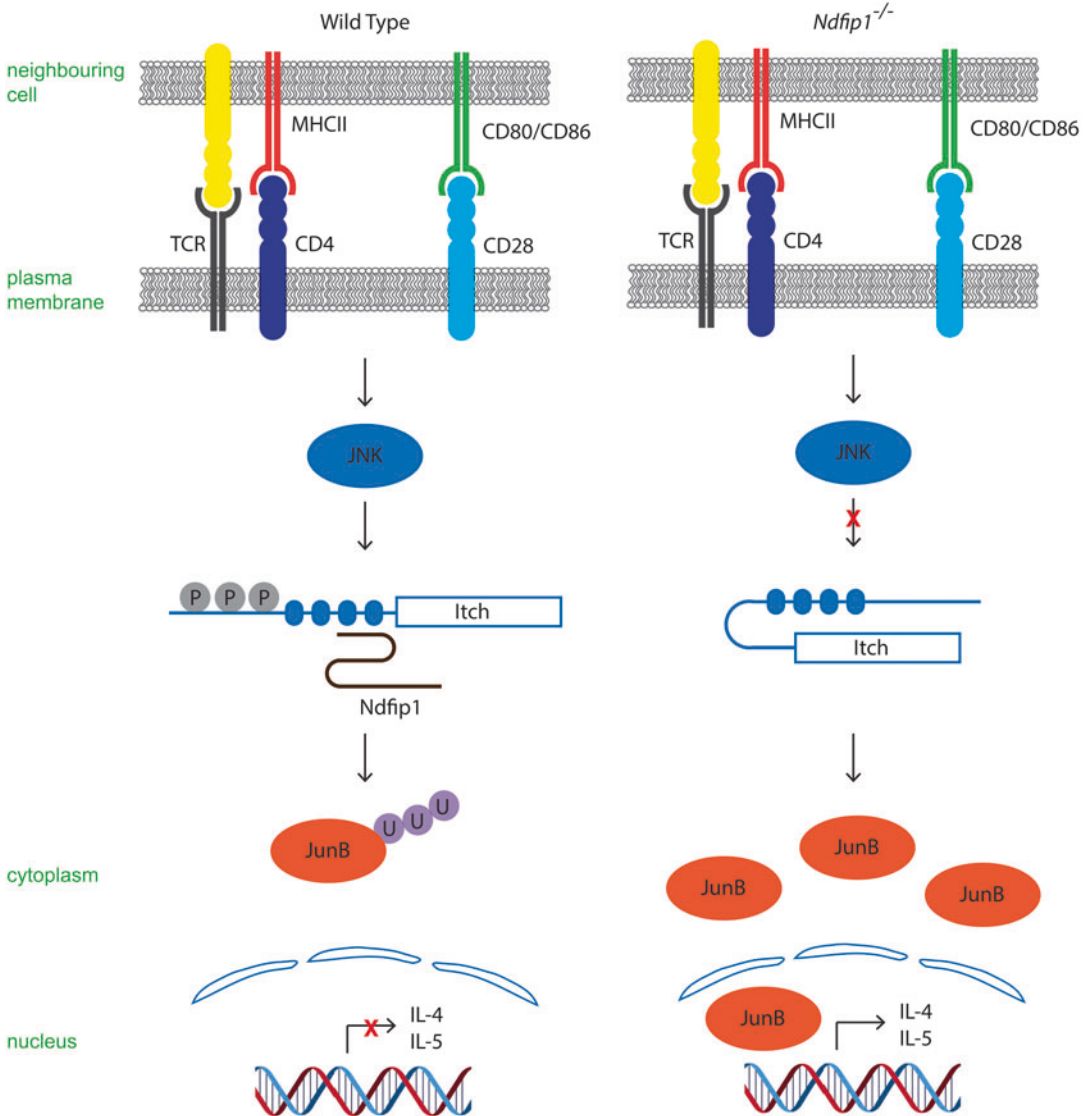 Wild Type
Ndfip1-/-
neighbouring
cell
MHCII
CD80/CD86
MHCII
CD80/CD86
TCR
CD4
CD28
TCR
CD4
CD28
plasma
membrane
JNK
JNK
X
P P P
Itch
Ndfip1
Itch
U U U
JunB
cytoplasm
JunB
JunB
JunB
nucleus
X
IL-4
IL-5
JunB
IL-4
IL-5